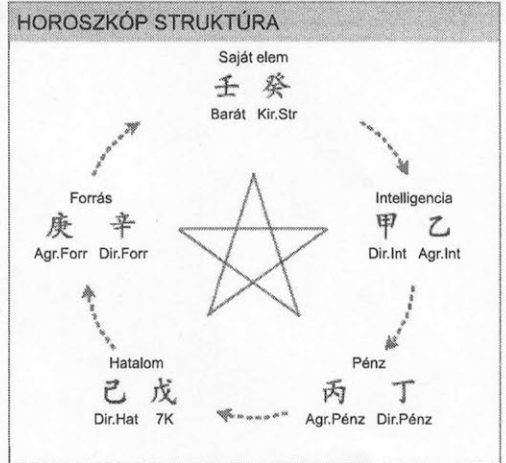 HOROSZKÓP STRUKTÚRA
Saját elem
壬 癸
Barát Kir.Str
Forrás
庚 辛
Agr.Forr Dir.Forr
Intelligencia
甲 乙
Dir.Int Agr.Int
Hatalom
己 戊
Dir.Hat 7K
Pénz
丙 丁
Agr.Pénz Dir.Pénz